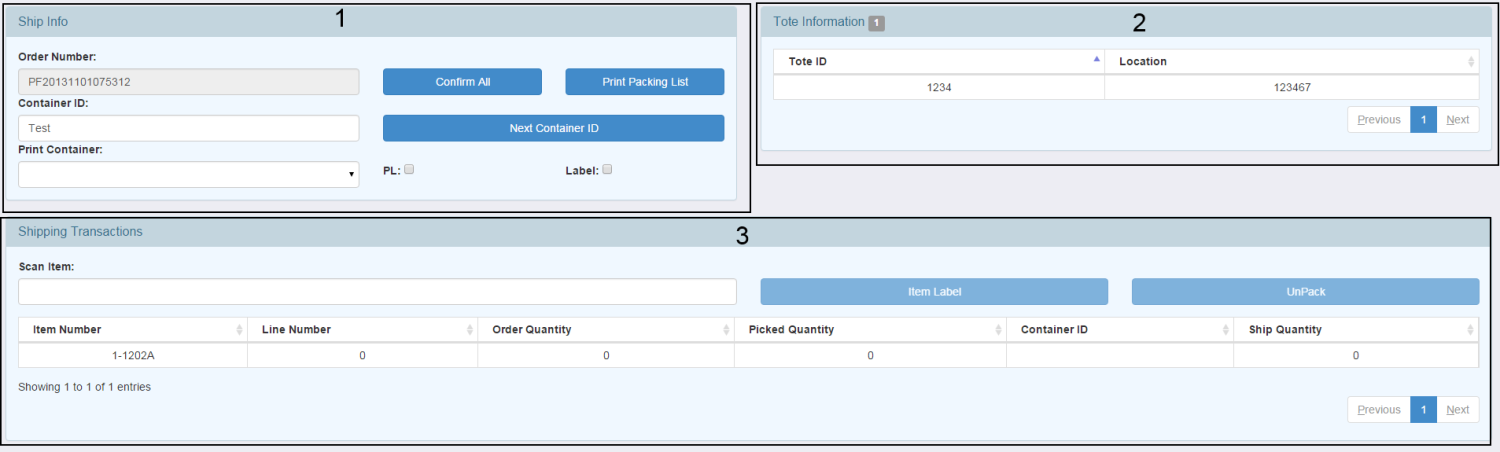 Ship Info
1
Order Number:
PF20131101075312
Confirm All
Print Packing List
Container ID:
Test
Next Container ID
Print Container:
PL:
Label:
Tote Information 1
2
Tote ID
Location
1234
123467
Previous
1
Next
Shipping Transactions
3
Scan Item:
Item Label
UnPack
Item Number
Line Number
Order Quantity
Picked Quantity
Container ID
Ship Quantity
1-1202A
0
0
0
0
Showing 1 to 1 of 1 entries
Previous
1
Next